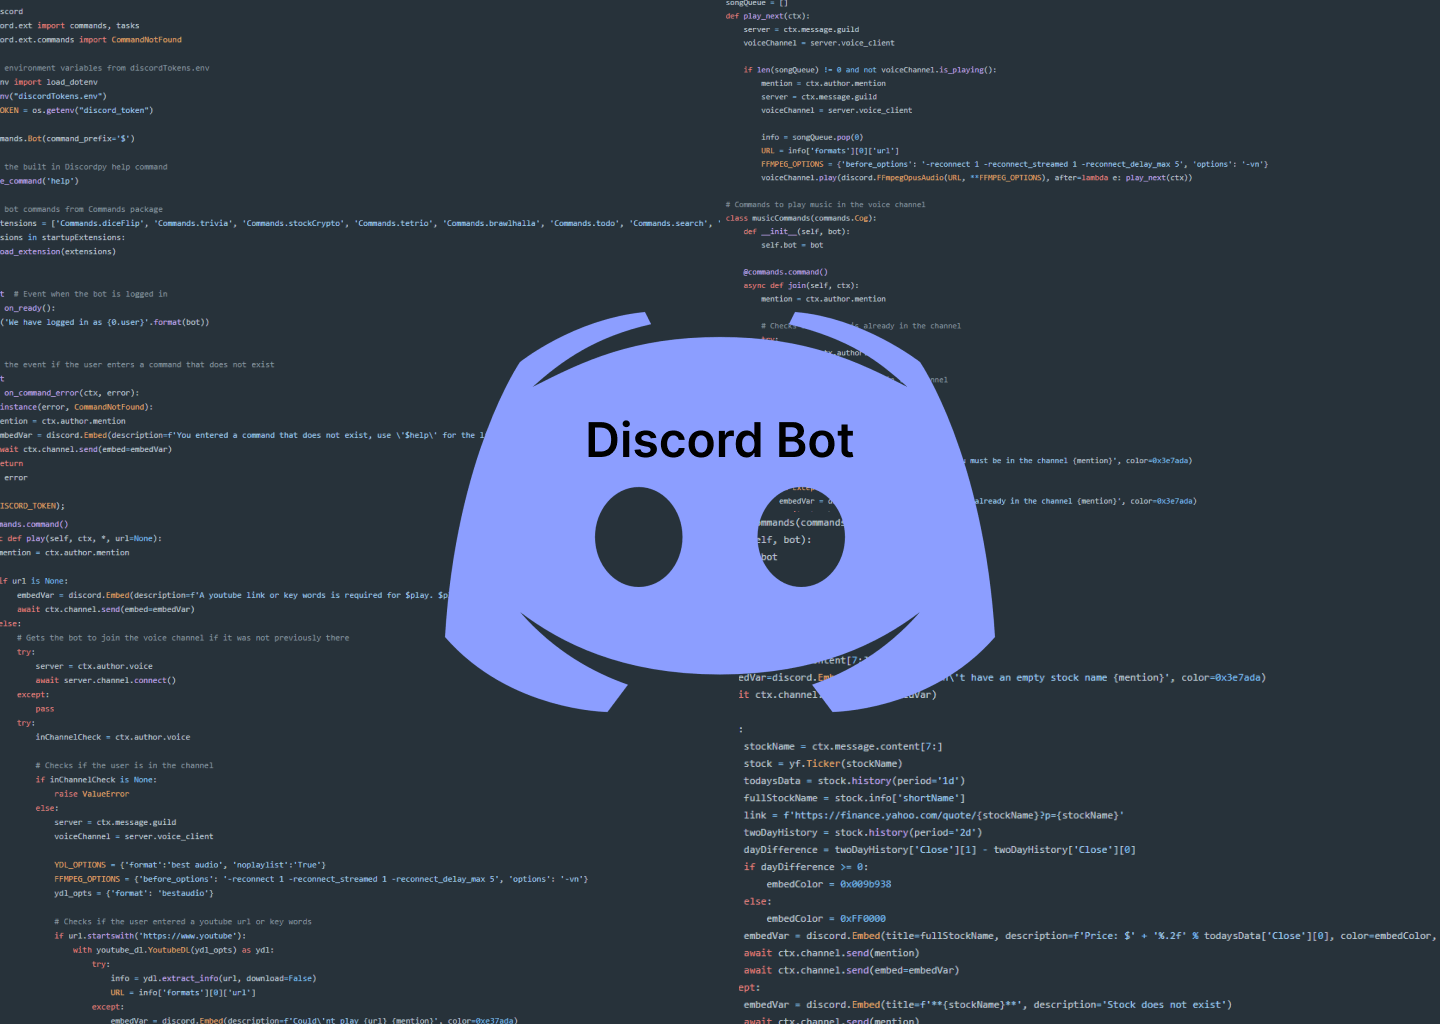 scord
ord.ext import commands, tasks
ord.ext.commands import CommandNotFound
environment variables from discordTokens.env
nv import load_dotenv
nv("discordTokens.env")
OKEN = os.getenv("discord_token")
mands.Bot(command_prefix='$')
the built in Discordpy help command
e_command('help')
bot commands from Commands package
tensions = ['Commands.diceFlip', 'Commands.trivia', 'Commands.stockCrypto', 'Commands.tetrio', 'Commands.brawlhalla', 'Commands.todo', 'Commands.search', '
sions in startupExtensions:
oad_extension(extensions)
t  # Event when the bot is logged in
on_ready():
('We have logged in as {0.user}'.format(bot))
the event if the user enters a command that does not exist
t
on_command_error(ctx, error):
instance(error, CommandNotFound):
ention = ctx.author.mention
mbedVar = discord.Embed(description=f'You entered a command that does not exist, use \'$help\' for the l
wait ctx.channel.send(embed=embedVar)
eturn
error
ISCORD_TOKEN);
mands.command()
c def play(self, ctx, *, url=None):
mention = ctx.author.mention
if url is None:
embedVar = discord.Embed(description=f'A youtube link or key words is required for $play. $p
await ctx.channel.send(embed=embedVar)
else:
# Gets the bot to join the voice channel if it was not previously there
try:
server = ctx.author.voice
await server.channel.connect()
except:
pass
try:
inChannelCheck = ctx.author.voice
# Checks if the user is in the channel
if inChannelCheck is None:
raise ValueError
else:
server = ctx.message.guild
voiceChannel = server.voice_client
YDL_OPTIONS = {'format':'best audio', 'noplaylist':'True'}
FFMPEG_OPTIONS = {'before_options': '-reconnect 1 -reconnect_streamed 1 -reconnect_delay_max 5', 'options': '-vn'}
ydl_opts = {'format': 'bestaudio'}
# Checks if the user entered a youtube url or key words
if url.startswith('https://www.youtube'):
with youtube_dl.YoutubeDL(ydl_opts) as ydl:
try:
info = ydl.extract_info(url, download=False)
URL = info['formats'][0]['url']
except:
embedVar = discord.Embed(description=f'Could\'nt play {url} {mention}', color=0xe37ada)
songQueue = []
def play_next(ctx):
server = ctx.message.guild
voiceChannel = server.voice_client
if len(songQueue) != 0 and not voiceChannel.is_playing():
mention = ctx.author.mention
server = ctx.message.guild
voiceChannel = server.voice_client
info = songQueue.pop(0)
URL = info['formats'][0]['url']
FFMPEG_OPTIONS = {'before_options': '-reconnect 1 -reconnect_streamed 1 -reconnect_delay_max 5', 'options': '-vn'}
voiceChannel.play(discord.FFmpegOpusAudio(URL, **FFMPEG_OPTIONS), after=lambda e: play_next(ctx))
# Commands to play music in the voice channel
class musicCommands(commands.Cog):
def __init__(self, bot):
self.bot = bot
@commands.command()
async def join(self, ctx):
mention = ctx.author.mention
# Check s already in the channel
try:
x.author
nnel
Discord Bot
must be in the channel {mention}', color=0x3e7ada)
embedVar = already in the channel {mention}', color=0x3e7ada)
ommands(commands
elf, bot):
bot
ntent[7:]
edVar=discord.Emb \'t have an empty stock name {mention}', color=0x3e7ada)
it ctx.channel. dVar)
:
stockName = ctx.message.content[7:]
stock = yf.Ticker(stockName)
todaysData = stock.history(period='1d')
fullStockName = stock.info['shortName']
link = f'https://finance.yahoo.com/quote/{stockName}?p={stockName}'
twoDayHistory = stock.history(period='2d')
dayDifference = twoDayHistory['Close'][1] - twoDayHistory['Close'][0]
if dayDifference >= 0:
embedColor = 0x009b938
else:
embedColor = 0xFF0000
embedVar = discord.Embed(title=fullStockName, description=f'Price: $' + '%.2f' % todaysData['Close'][0], color=embedColor,
await ctx.channel.send(mention)
await ctx.channel.send(embed=embedVar)
ept:
embedVar = discord.Embed(title=f'**{stockName}**', description='Stock does not exist')
await ctx.channel.send(mention)